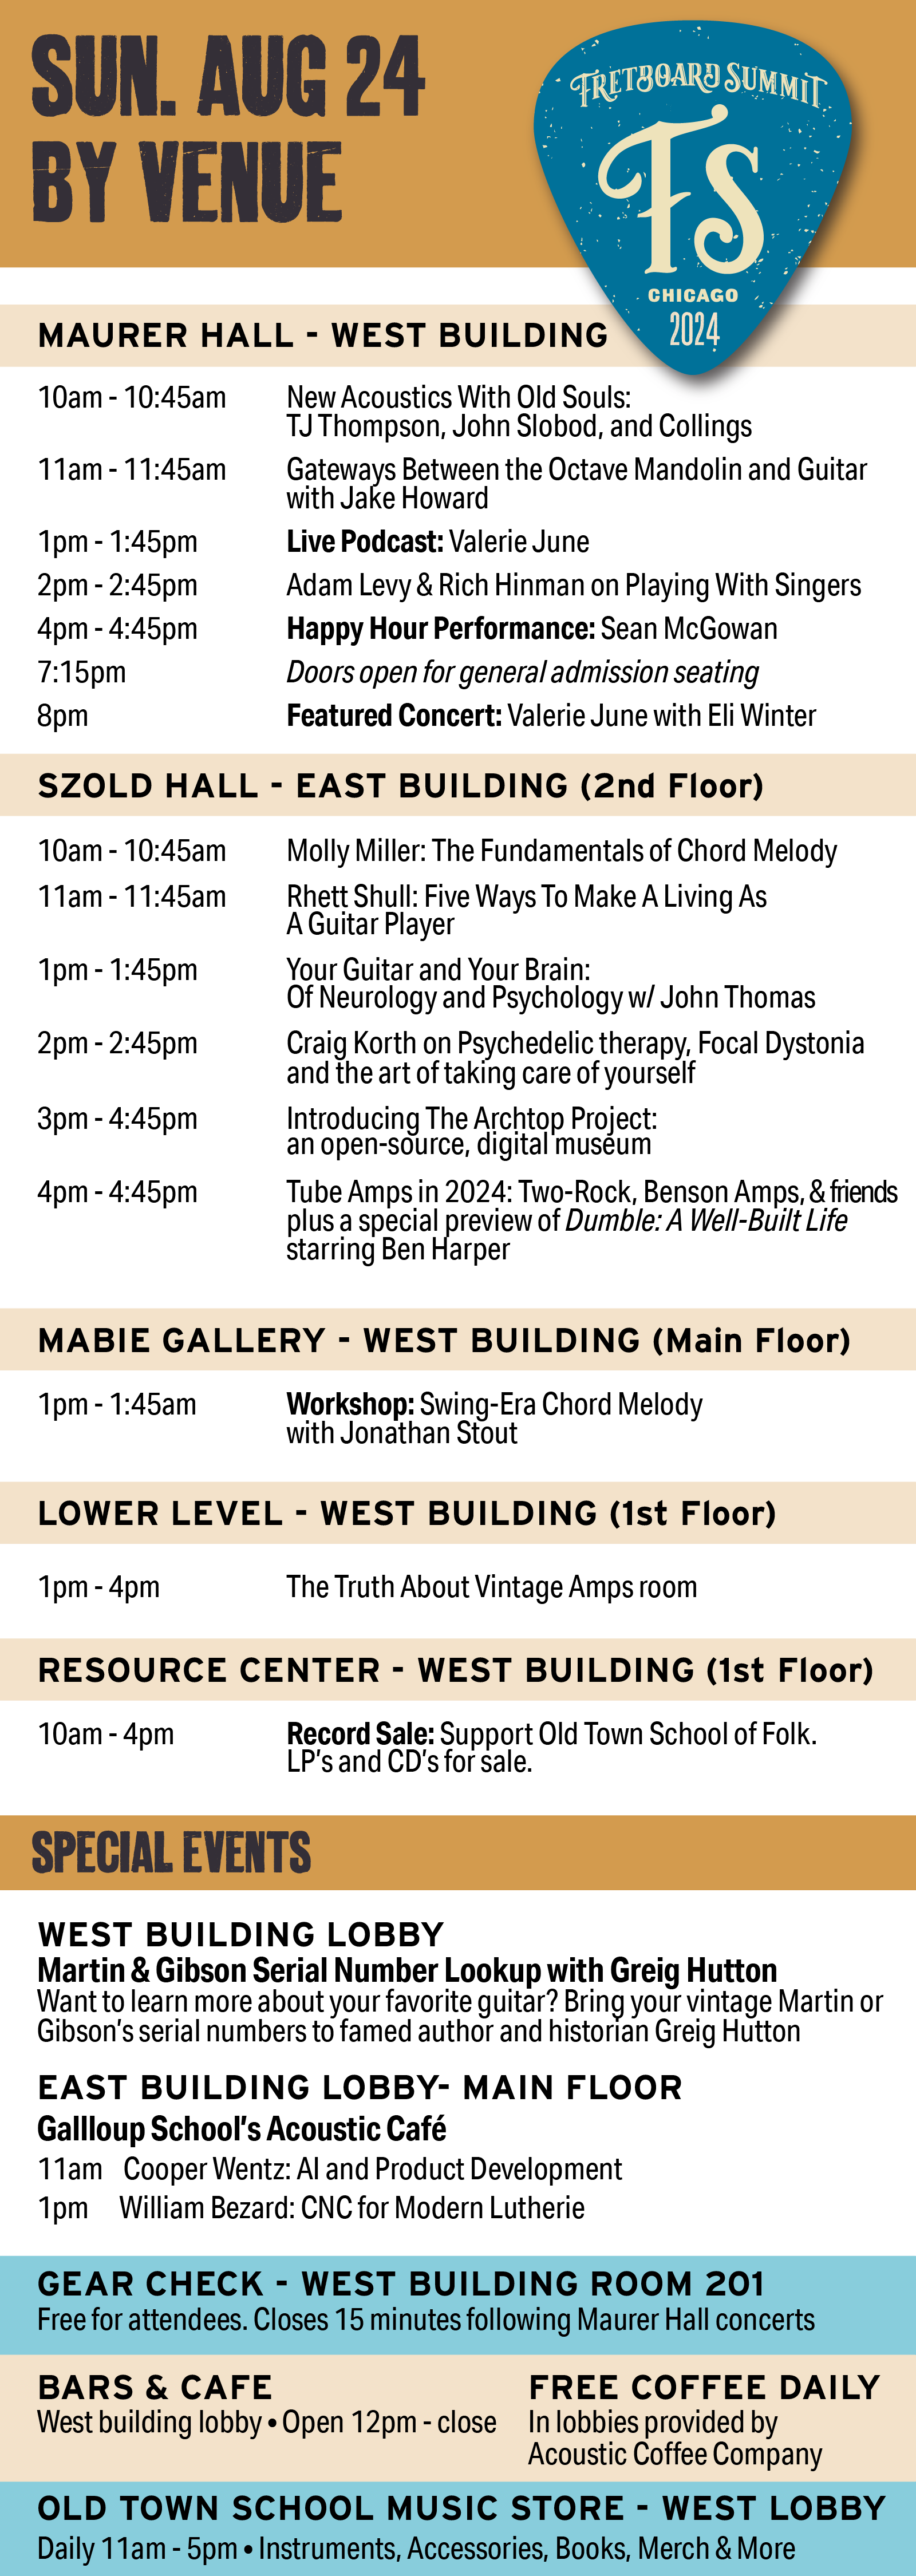 SUN. AUG 24
BY VENUE
FRETBOARD SUMMIT
FS
CHICAGO
2024
MAURER HALL - WEST BUILDING
10am - 10:45am New Acoustics With Old Souls:
TJ Thompson, John Slobod, and Collings
11am - 11:45am Gateways Between the Octave Mandolin and Guitar
with Jake Howard
1pm - 1:45pm Live Podcast: Valerie June
2pm - 2:45pm Adam Levy & Rich Hinman on Playing With Singers
4pm - 4:45pm Happy Hour Performance: Sean McGowan
7:15pm Doors open for general admission seating
8pm Featured Concert: Valerie June with Eli Winter
SZOLD HALL - EAST BUILDING (2nd Floor)
10am - 10:45am Molly Miller: The Fundamentals of Chord Melody
11am - 11:45am Rhett Shull: Five Ways To Make A Living As
A Guitar Player
1pm - 1:45pm Your Guitar and Your Brain:
Of Neurology and Psychology w/ John Thomas
2pm - 2:45pm Craig Korth on Psychedelic therapy, Focal Dystonia
and the art of taking care of yourself
3pm - 4:45pm Introducing The Archtop Project:
an open-source, digital museum
4pm - 4:45pm Tube Amps in 2024: Two-Rock, Benson Amps, & friends
plus a special preview of Dumble: A Well-Built Life
starring Ben Harper
MABIE GALLERY - WEST BUILDING (Main Floor)
1pm - 1:45am Workshop: Swing-Era Chord Melody
with Jonathan Stout
LOWER LEVEL - WEST BUILDING (1st Floor)
1pm - 4pm The Truth About Vintage Amps room
RESOURCE CENTER - WEST BUILDING (1st Floor)
10am - 4pm Record Sale: Support Old Town School of Folk.
LP's and CD's for sale.
SPECIAL EVENTS
WEST BUILDING LOBBY
Martin & Gibson Serial Number Lookup with Greig Hutton
Want to learn more about your favorite guitar? Bring your vintage Martin or
Gibson's serial numbers to famed author and historian Greig Hutton
EAST BUILDING LOBBY- MAIN FLOOR
Gallloup School's Acoustic Café
11am Cooper Wentz: AI and Product Development
1pm William Bezard: CNC for Modern Lutherie
GEAR CHECK - WEST BUILDING ROOM 201
Free for attendees. Closes 15 minutes following Maurer Hall concerts
BARS & CAFE
West building lobby • Open 12pm - close
FREE COFFEE DAILY
In lobbies provided by
Acoustic Coffee Company
OLD TOWN SCHOOL MUSIC STORE - WEST LOBBY
Daily 11am - 5pm • Instruments, Accessories, Books, Merch & More